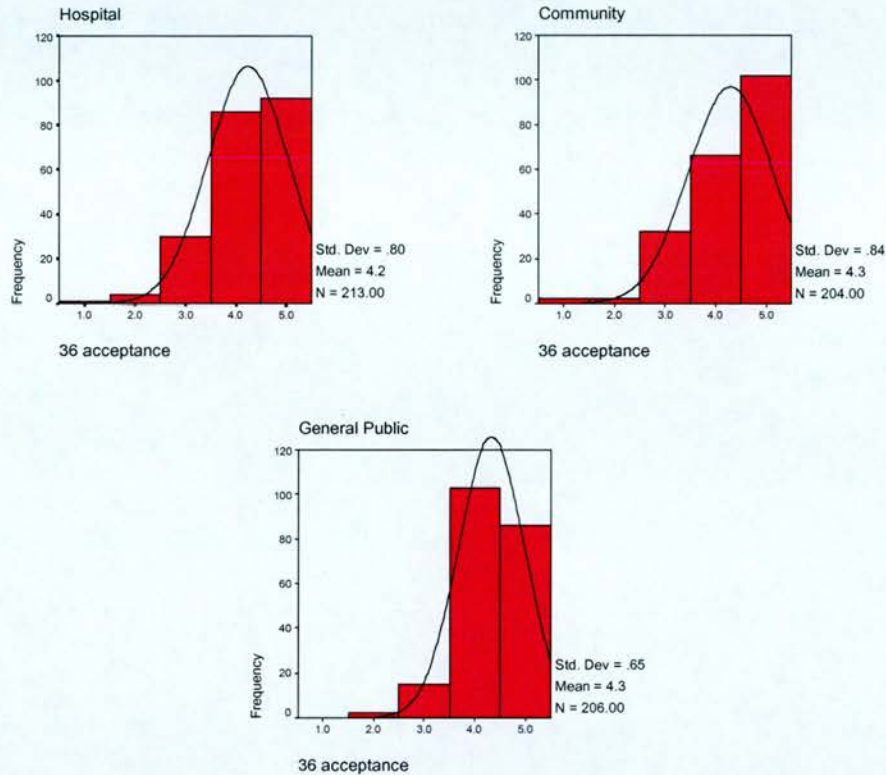 Hospital
120
100
80
60
40
20
0
Frequency
1.0 2.0 3.0 4.0 5.0
Std. Dev = .80
Mean = 4.2
N = 213.00
36 acceptance
Community
120
100
80
60
40
20
0
Frequency
1.0 2.0 3.0 4.0 5.0
Std. Dev = .84
Mean = 4.3
N = 204.00
36 acceptance
General Public
120
100
80
60
40
20
0
Frequency
1.0 2.0 3.0 4.0 5.0
Std. Dev = .65
Mean = 4.3
N = 206.00
36 acceptance